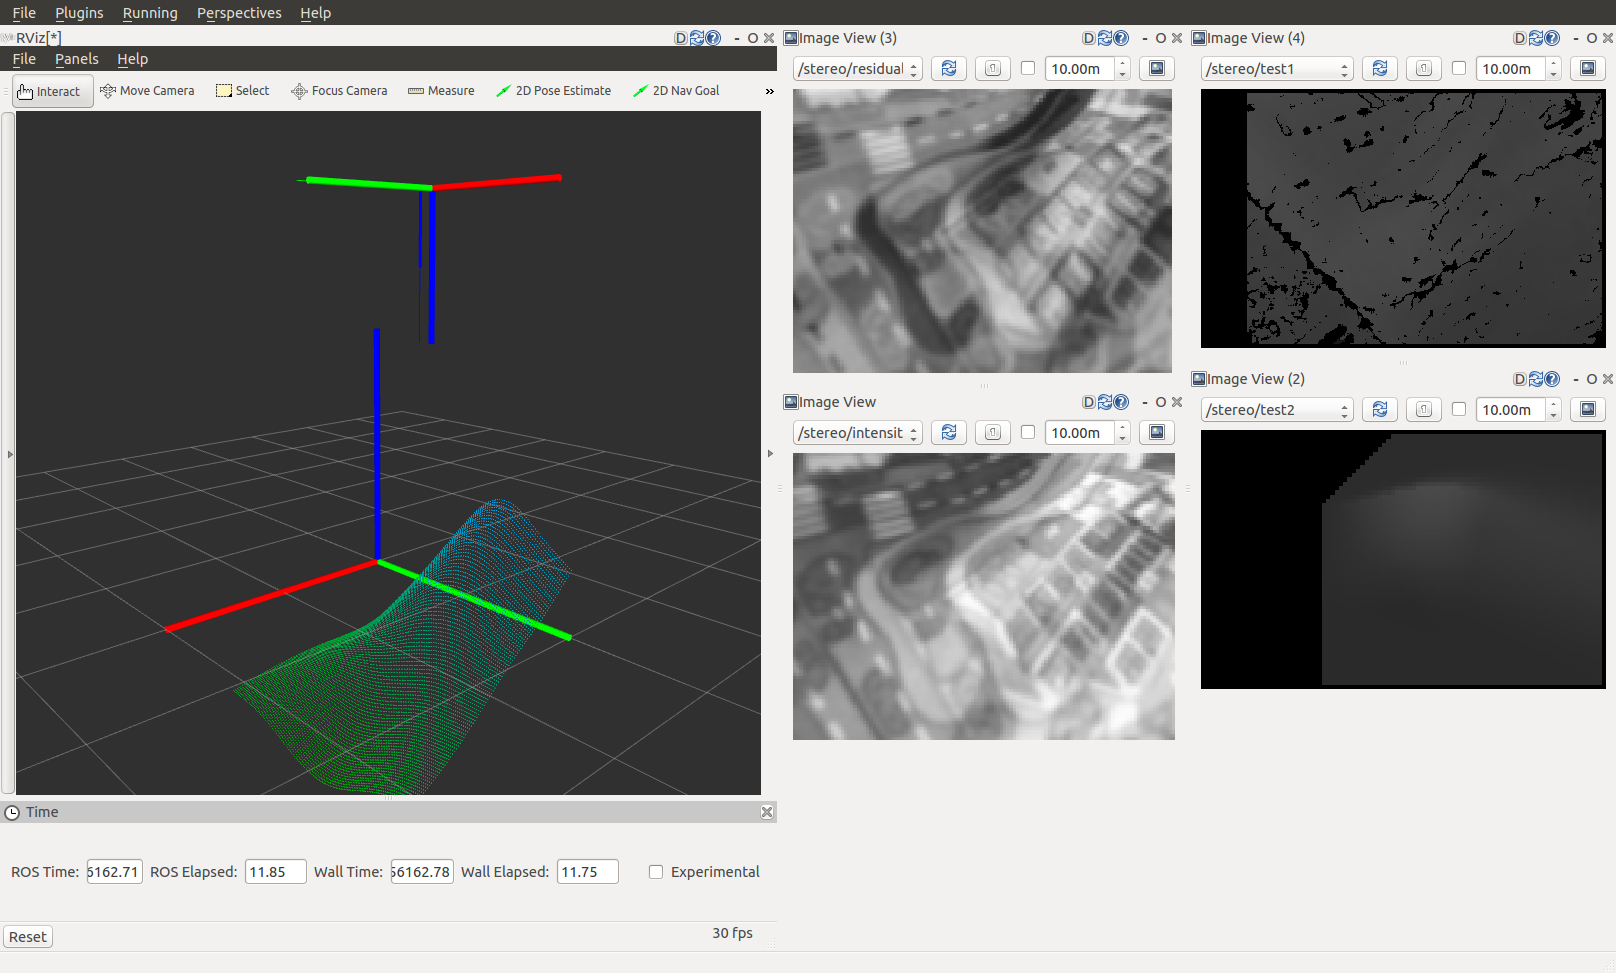 File Plugins Running Perspectives Help
RViz[*] D - O
File Panels Help
Interact Move Camera Select Focus Camera Measure 2D Pose Estimate 2D Nav Goal »
Time
ROS Time: 6162.71 ROS Elapsed: 11.85 Wall Time: 56162.78 Wall Elapsed: 11.75 Experimental
Reset 30 fps
Image View (3) D - O
/stereo/residual 10.00m
Image View D - O
/stereo/intensit 10.00m
Image View (4) D - O
/stereo/test1 10.00m
Image View (2) D - O
/stereo/test2 10.00m